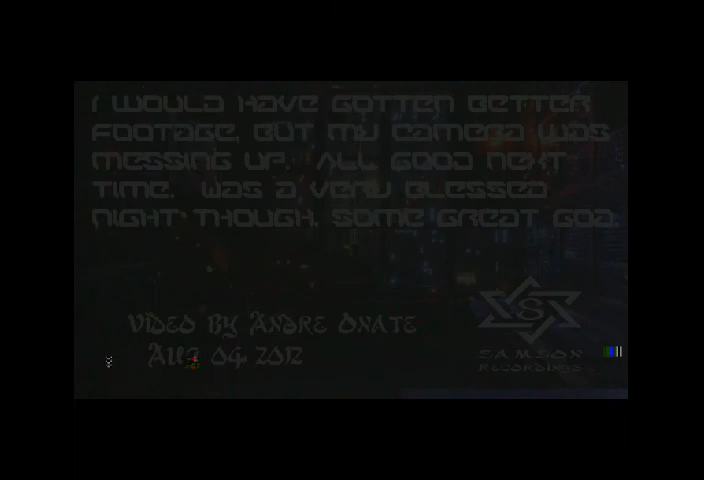 I WOULD HAVE GOTTEN BETTER
FOOTAGE, BUT MY CAMERA WAS
MESSING UP. ALL GOOD NEXT
TIME. WAS A VERY BLESSED
NIGHT THOUGH. SOME GREAT GOA.
VIDEO BY ANDRE ONATE
AUG 04 2012
S
SAMSON
RECORDINGS